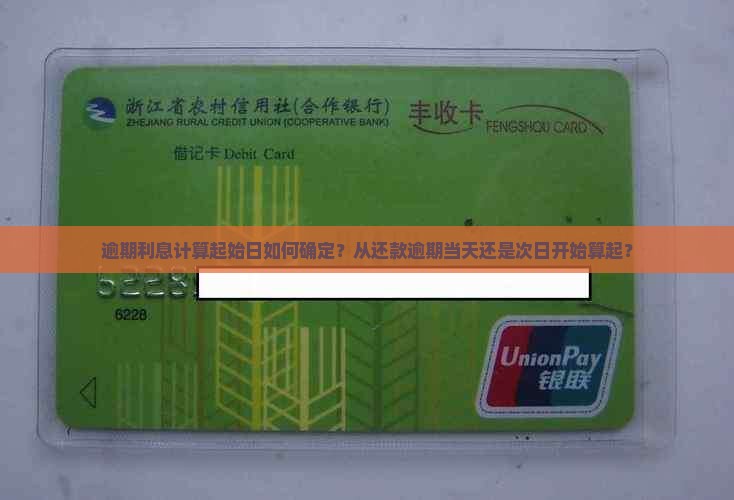 浙江省农村信用社(合作银行)
ZHEJIANG RURAL CREDIT UNION (COOPERATIVE BANK)
丰收卡
FENGSHOU CARD
借记卡 Debit Card
逾期利息计算起始日如何确定？从还款逾期当天还是次日开始算起？
6228
6228
UnionPay
银联